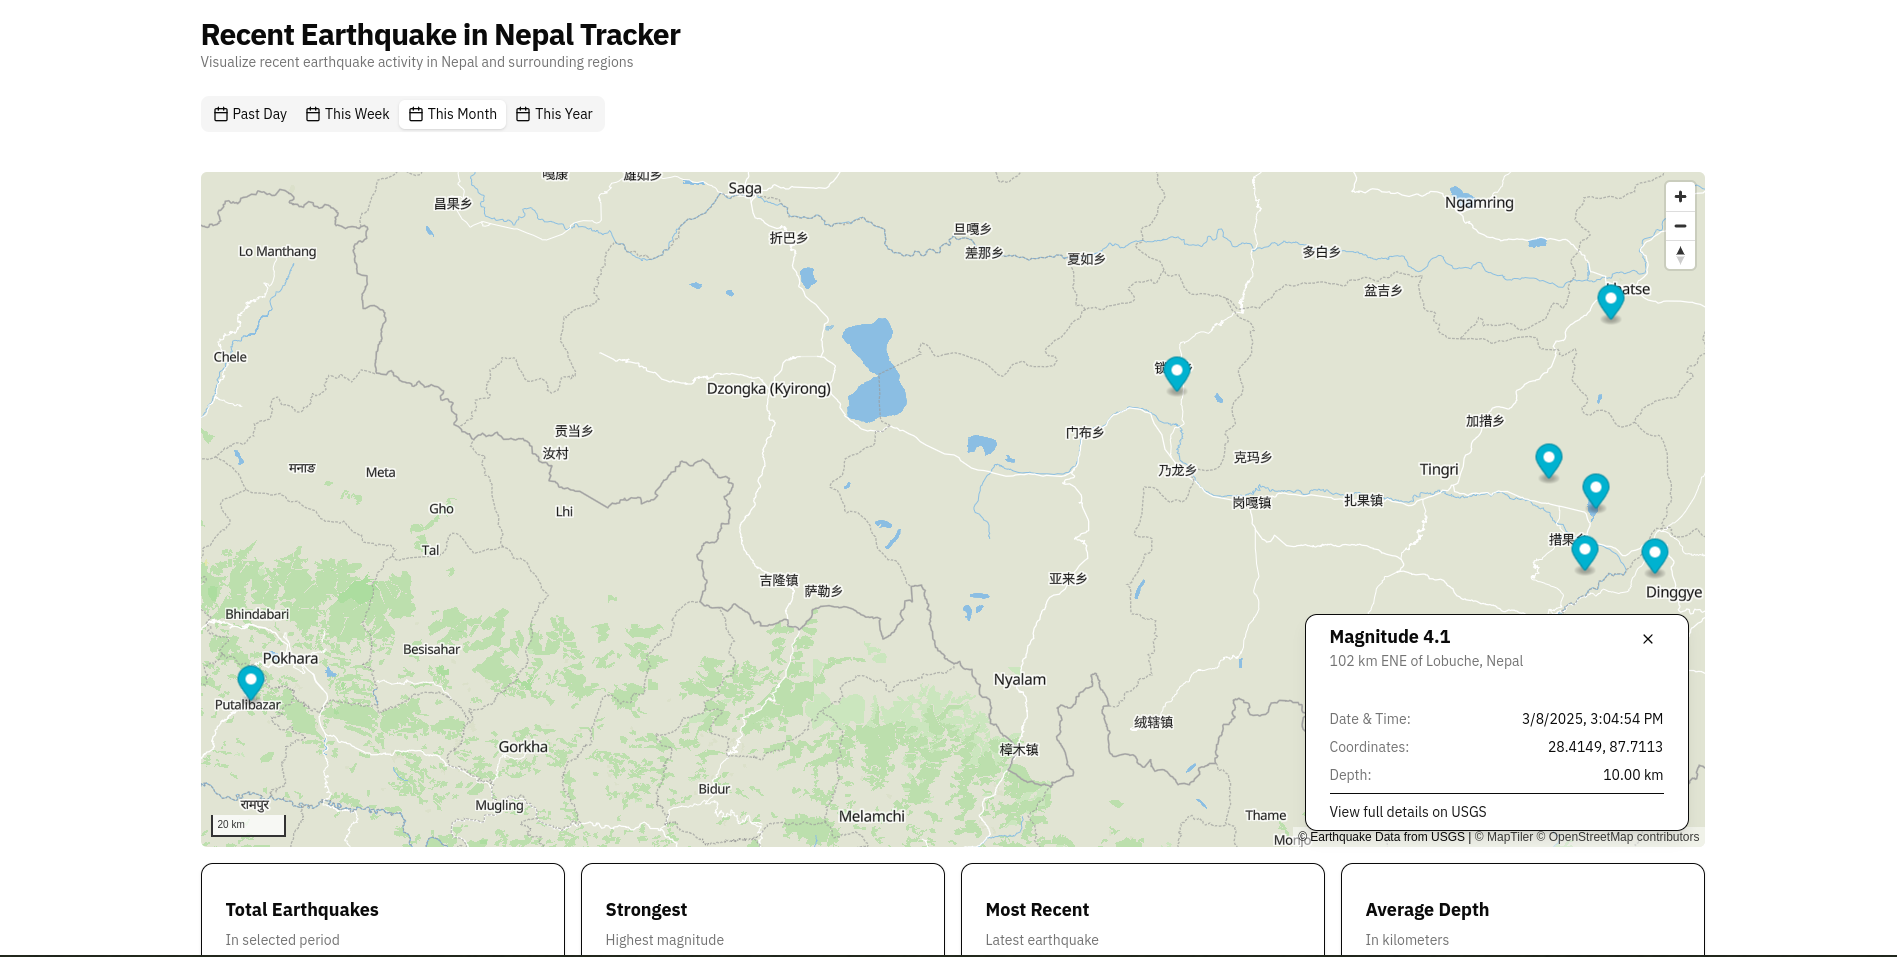 Recent Earthquake in Nepal Tracker
Visualize recent earthquake activity in Nepal and surrounding regions
Past Day This Week This Month This Year
嘎康 雄如乡
Saga
昌果乡
Ngamring
旦嘎乡
折巴乡
Lo Manthang
差那乡
多白乡
夏如乡
盆吉乡
Chele
Dzongka (Kyirong)
加措乡
贡当乡
门布乡
汝村
克玛乡
मनाङ
Meta
乃龙乡
Tingri
岗嘎镇
扎果镇
Gho
Lhi
Tal
吉隆镇
亚来乡
萨勒乡
Dinggye
Bhindabari
Besisahar
Pokhara
Nyalam
Putalibazar
绒辖镇
Gorkha
樟木镇
Bidur
रामपुर
Mugling
Melamchi
Thame
20 km
Magnitude 4.1
102 km ENE of Lobuche, Nepal
Date & Time: 3/8/2025, 3:04:54 PM
Coordinates: 28.4149, 87.7113
Depth: 10.00 km
View full details on USGS
© Earthquake Data from USGS | © MapTiler © OpenStreetMap contributors
Total Earthquakes
In selected period
Strongest
Highest magnitude
Most Recent
Latest earthquake
Average Depth
In kilometers